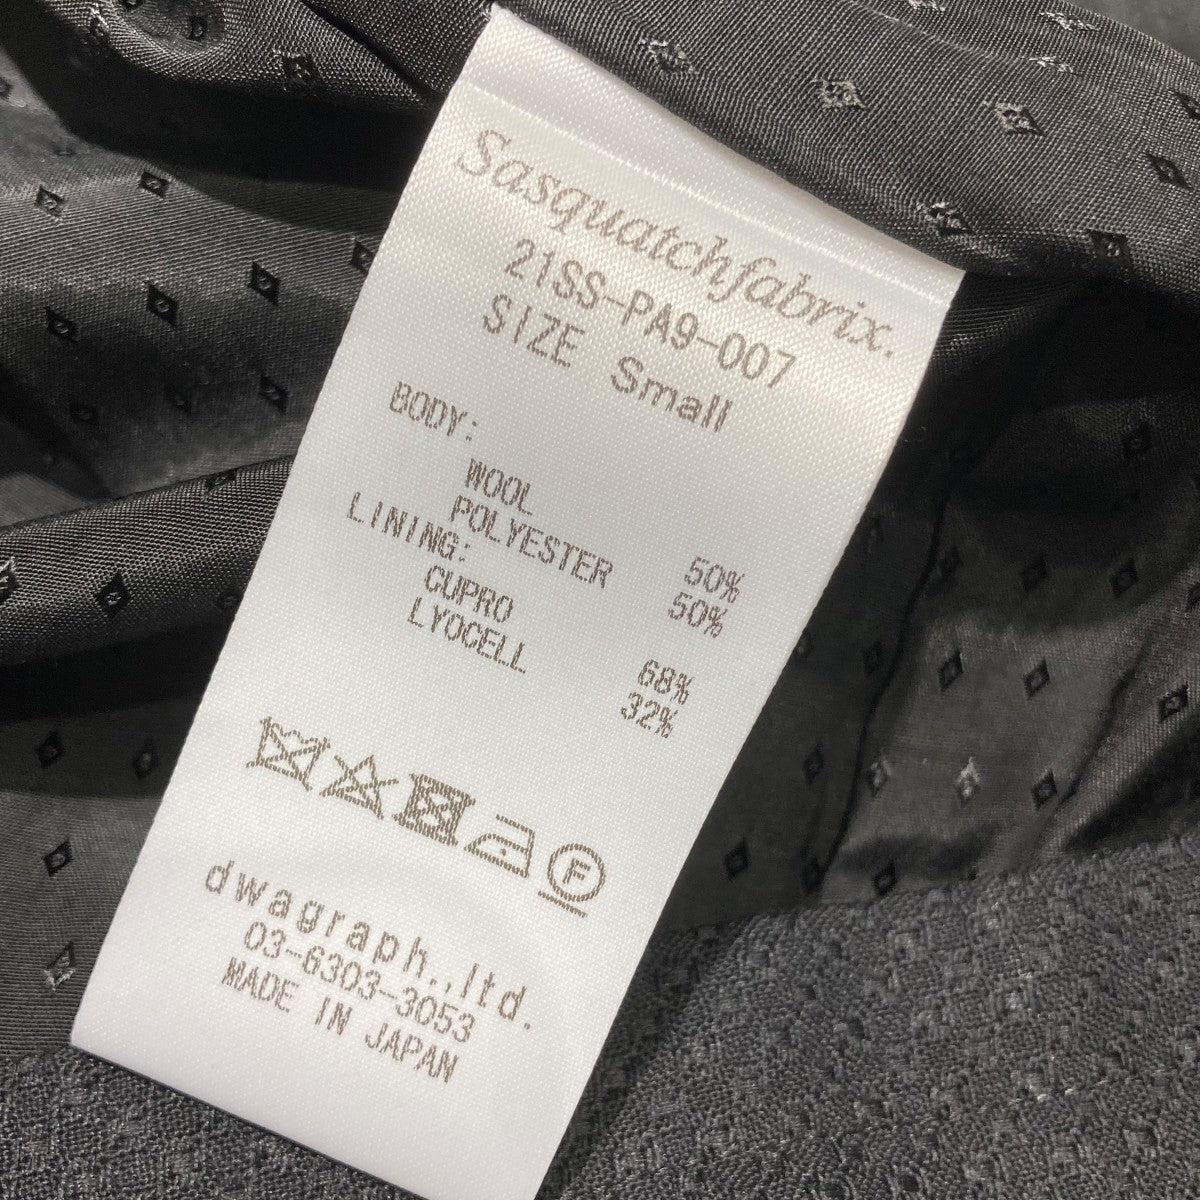 Sasquatchfabrix.
21SS-PA9-007
SIZE Small
BODY:
WOOL 50%
POLYESTER 50%
LINING:
CUPRO 68%
LYOCELL 32%
F
dwagraph.,ltd.
03-6303-3053
MADE IN JAPAN